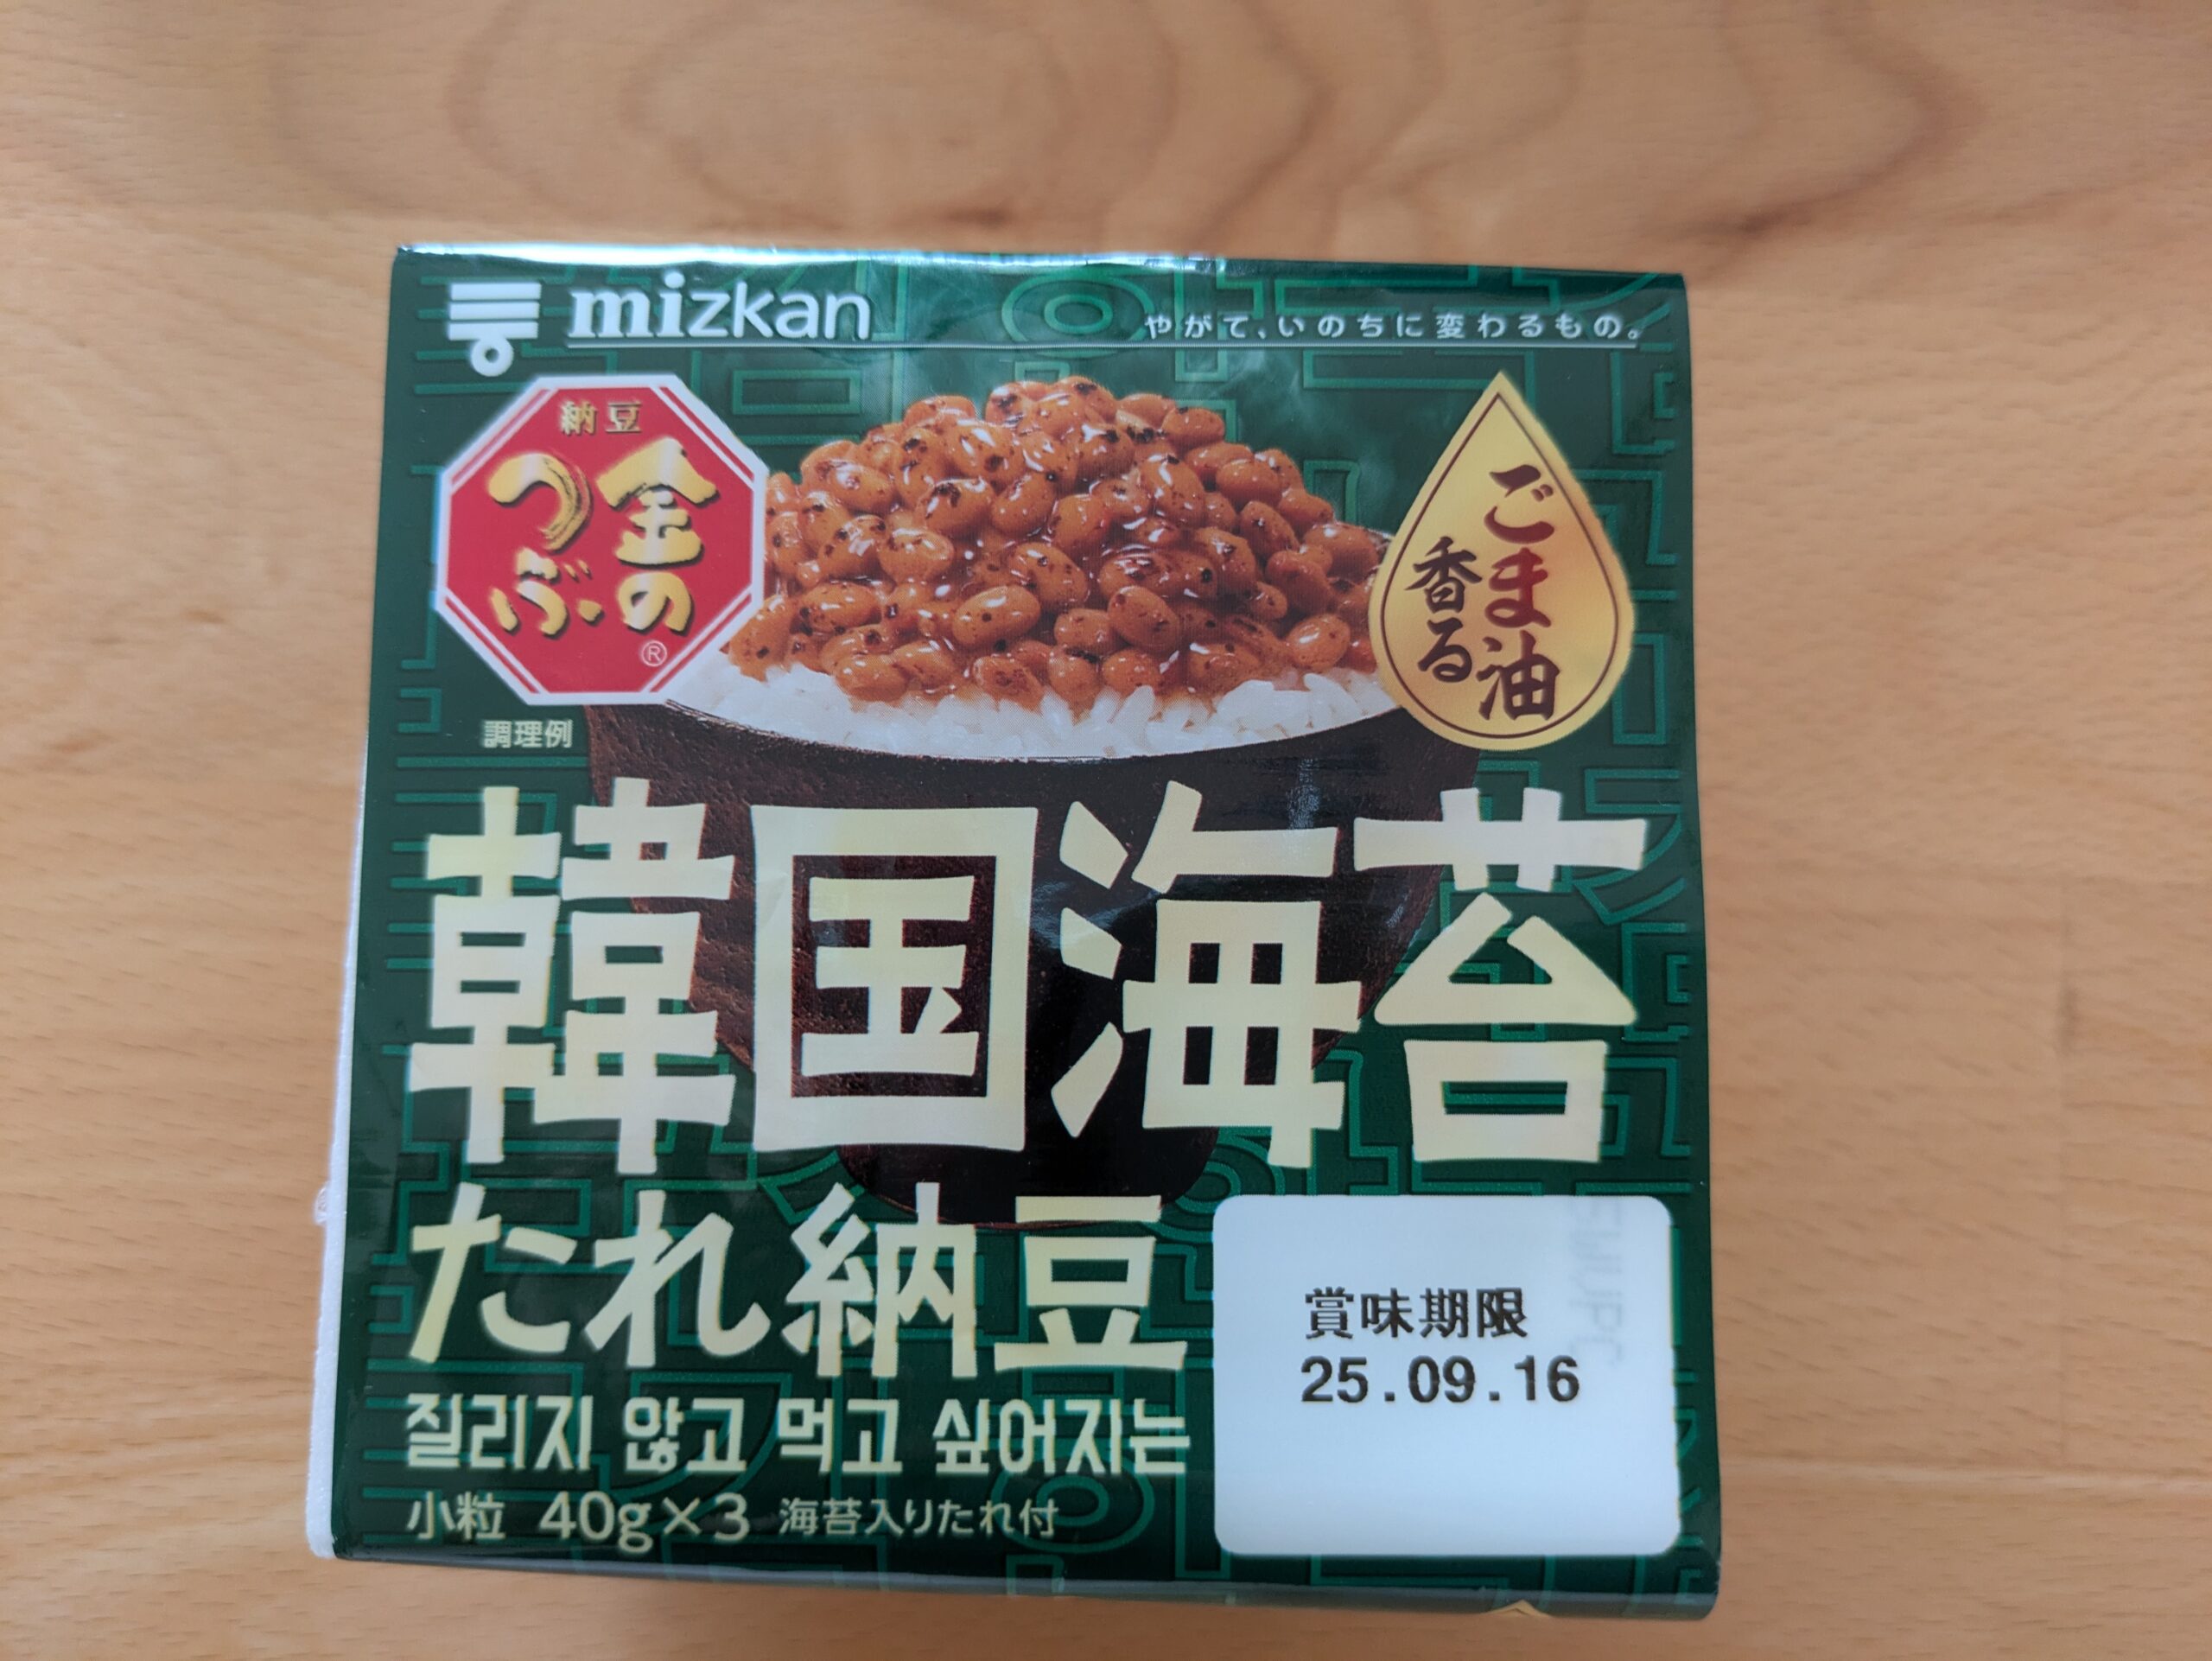 mizkan
やがて、いのちに変わるもの。
納豆
金の
つぶ®
ごま油
香る
調理例
韓国海苔
たれ納豆
질리지 않고 먹고 싶어지는
小粒 40g×3 海苔入りたれ付
賞味期限
25.09.16